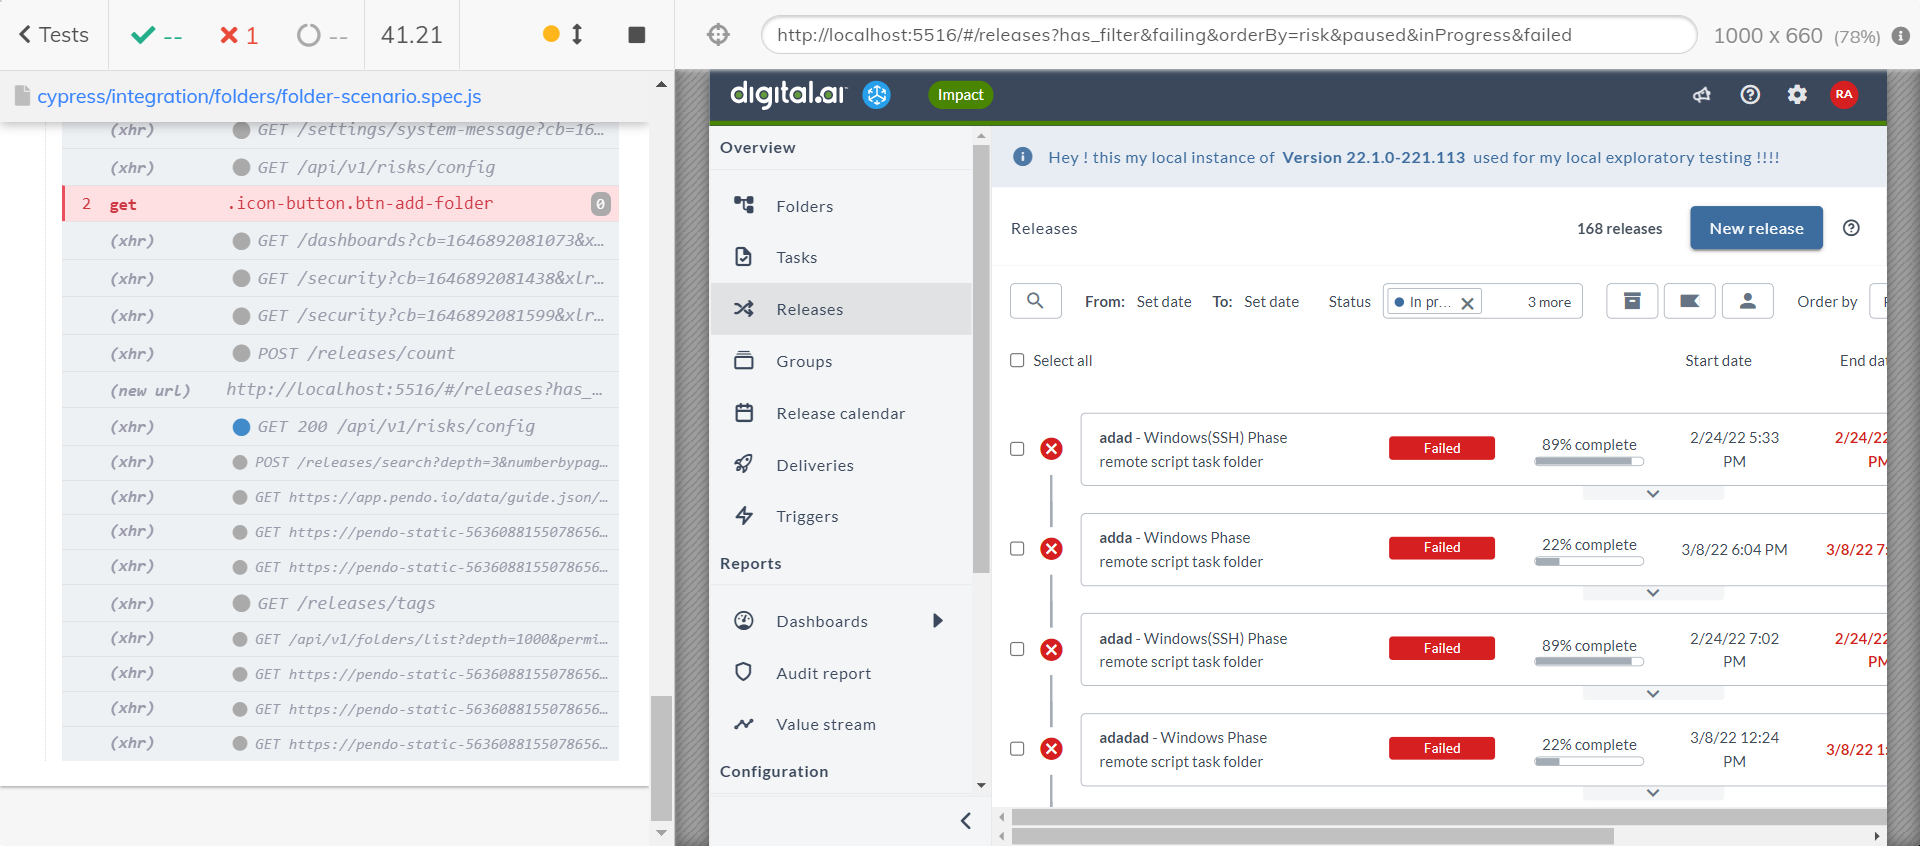 Tests
--
1
--
41.21
http://localhost:5516/#/releases?has_filter&failing&orderBy=risk&paused&inProgress&failed
1000 x 660 (78%)
cypress/integration/folders/folder-scenario.spec.js
(xhr) GET /settings/system-message?cb=16…
(xhr) GET /api/v1/risks/config
2 get .icon-button.btn-add-folder 0
(xhr) GET /dashboards?cb=1646892081073&x…
(xhr) GET /security?cb=1646892081438&xlr…
(xhr) GET /security?cb=1646892081599&xlr…
(xhr) POST /releases/count
(new url) http://localhost:5516/#/releases?has_…
(xhr) GET 200 /api/v1/risks/config
(xhr) POST /releases/search?depth=3&numberbypag…
(xhr) GET https://app.pendo.io/data/guide.json/…
(xhr) GET https://pendo-static-5636088155078656…
(xhr) GET https://pendo-static-5636088155078656…
(xhr) GET /releases/tags
(xhr) GET /api/v1/folders/list?depth=1000&permi…
(xhr) GET https://pendo-static-5636088155078656…
(xhr) GET https://pendo-static-5636088155078656…
(xhr) GET https://pendo-static-5636088155078656…
digital.ai
Impact
RA
Overview
Folders
Tasks
Releases
Groups
Release calendar
Deliveries
Triggers
Reports
Dashboards
Audit report
Value stream
Configuration
Hey ! this my local instance of Version 22.1.0-221.113 used for my local exploratory testing !!!!
Releases
168 releases
New release
From: Set date To: Set date Status In pr… 3 more Order by
Select all
Start date
End dat
adad - Windows(SSH) Phase
remote script task folder
Failed
89% complete
2/24/22 5:33
PM
2/24/22
PM
adda - Windows Phase
remote script task folder
Failed
22% complete
3/8/22 6:04 PM
3/8/22 7:
adad - Windows(SSH) Phase
remote script task folder
Failed
89% complete
2/24/22 7:02
PM
2/24/22
PM
adadad - Windows Phase
remote script task folder
Failed
22% complete
3/8/22 12:24
PM
3/8/22 1: